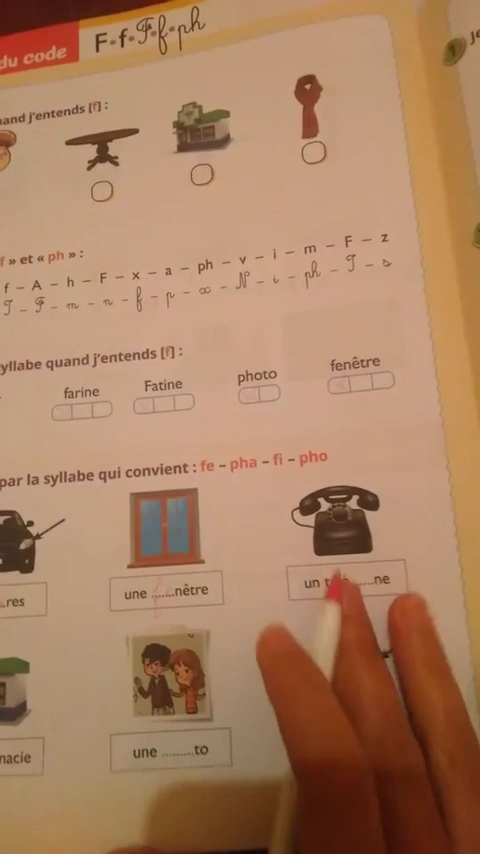 du code
F • f • F • f • ph
and j'entends [f] :
f » et « ph » :
f – A – h – F – x – a – ph – v – i – m – F – z
yllabe quand j'entends [f] :
farine Fatine photo fenêtre
par la syllabe qui convient : fe – pha – fi – pho
.res une .......nêtre un ......ne
nacie une .........to